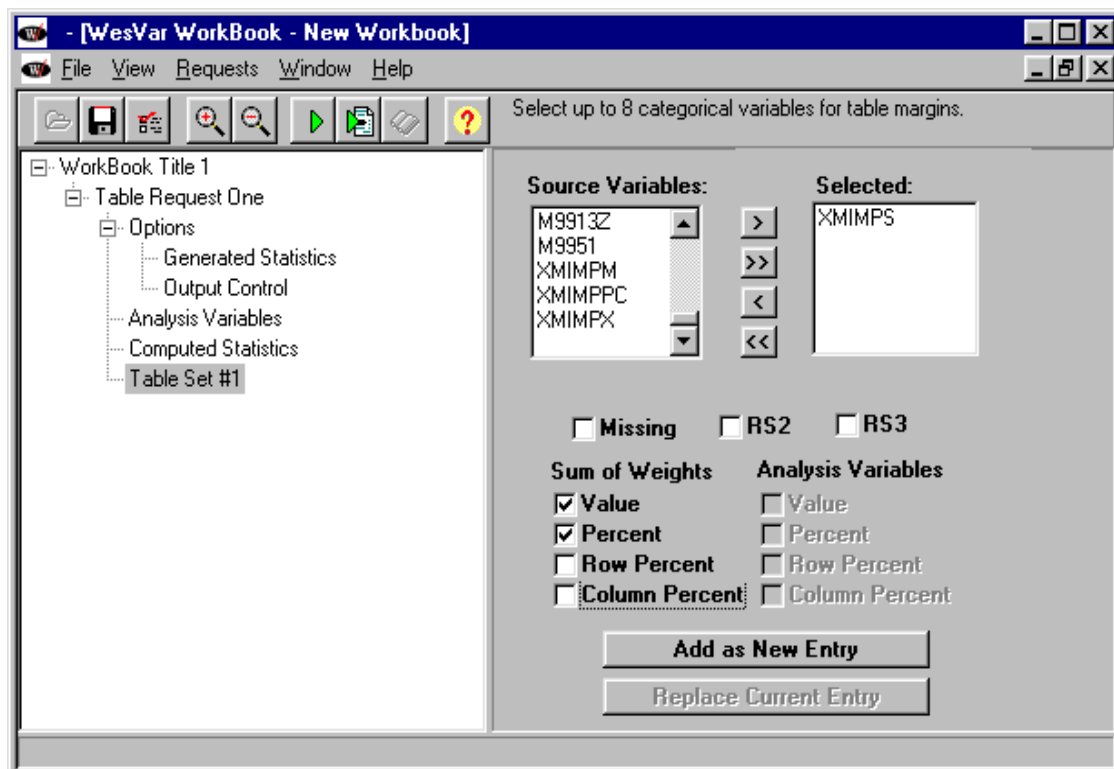 - [WesVar WorkBook - New Workbook]
File View Requests Window Help
Select up to 8 categorical variables for table margins.
WorkBook Title 1
Table Request One
Options
Generated Statistics
Output Control
Analysis Variables
Computed Statistics
Table Set #1
Source Variables: Selected:
M9913Z
M9951
XMIMPM
XMIMPPC
XMIMPX
>
>>
<
<<
XMIMPS
Missing RS2 RS3
Sum of Weights Analysis Variables
Value Value
Percent Percent
Row Percent Row Percent
Column Percent Column Percent
Add as New Entry
Replace Current Entry